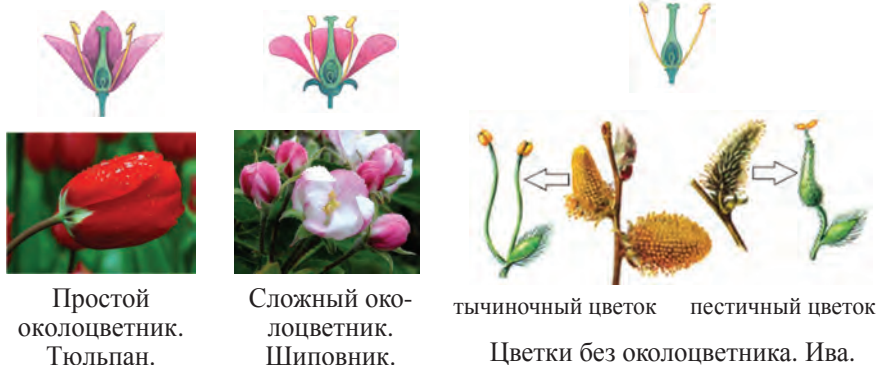 Простой
околоцветник.
Тюльпан.
Сложный око-
лоцветник.
Шиповник.
тычиночный цветок
пестичный цветок
Цветки без околоцветника. Ива.